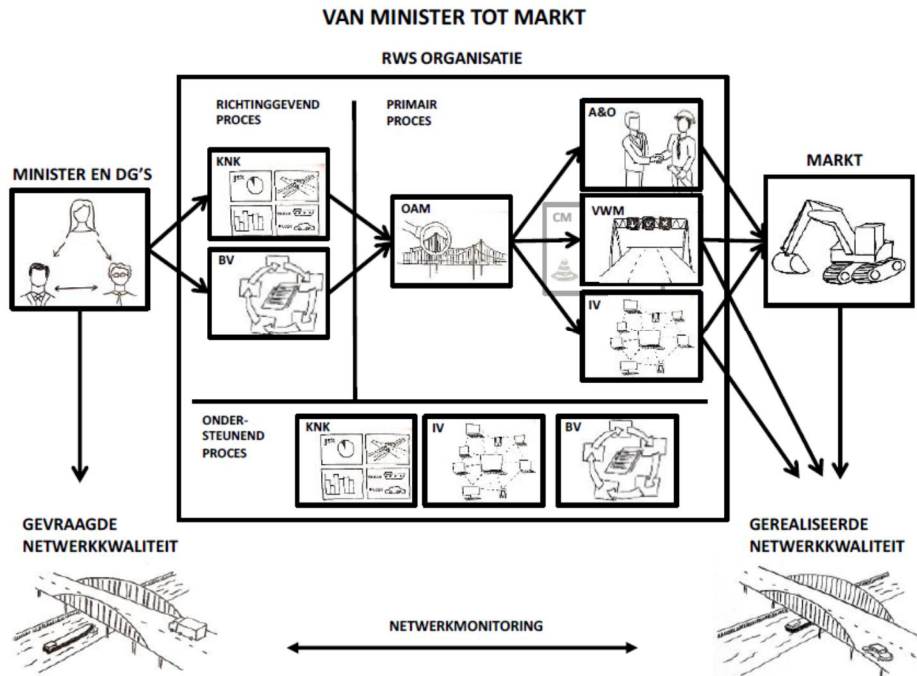 VAN MINISTER TOT MARKT
RWS ORGANISATIE
RICHTINGGEVEND
PROCES
PRIMAIR
PROCES
MINISTER EN DG'S
KNK
BV
OAM
CM
A&O
VWM
IV
MARKT
ONDER-
STEUNEND
PROCES
KNK
IV
BV
GEVRAAGDE
NETWERKKWALITEIT
GEREALISEERDE
NETWERKKWALITEIT
NETWERKMONITORING